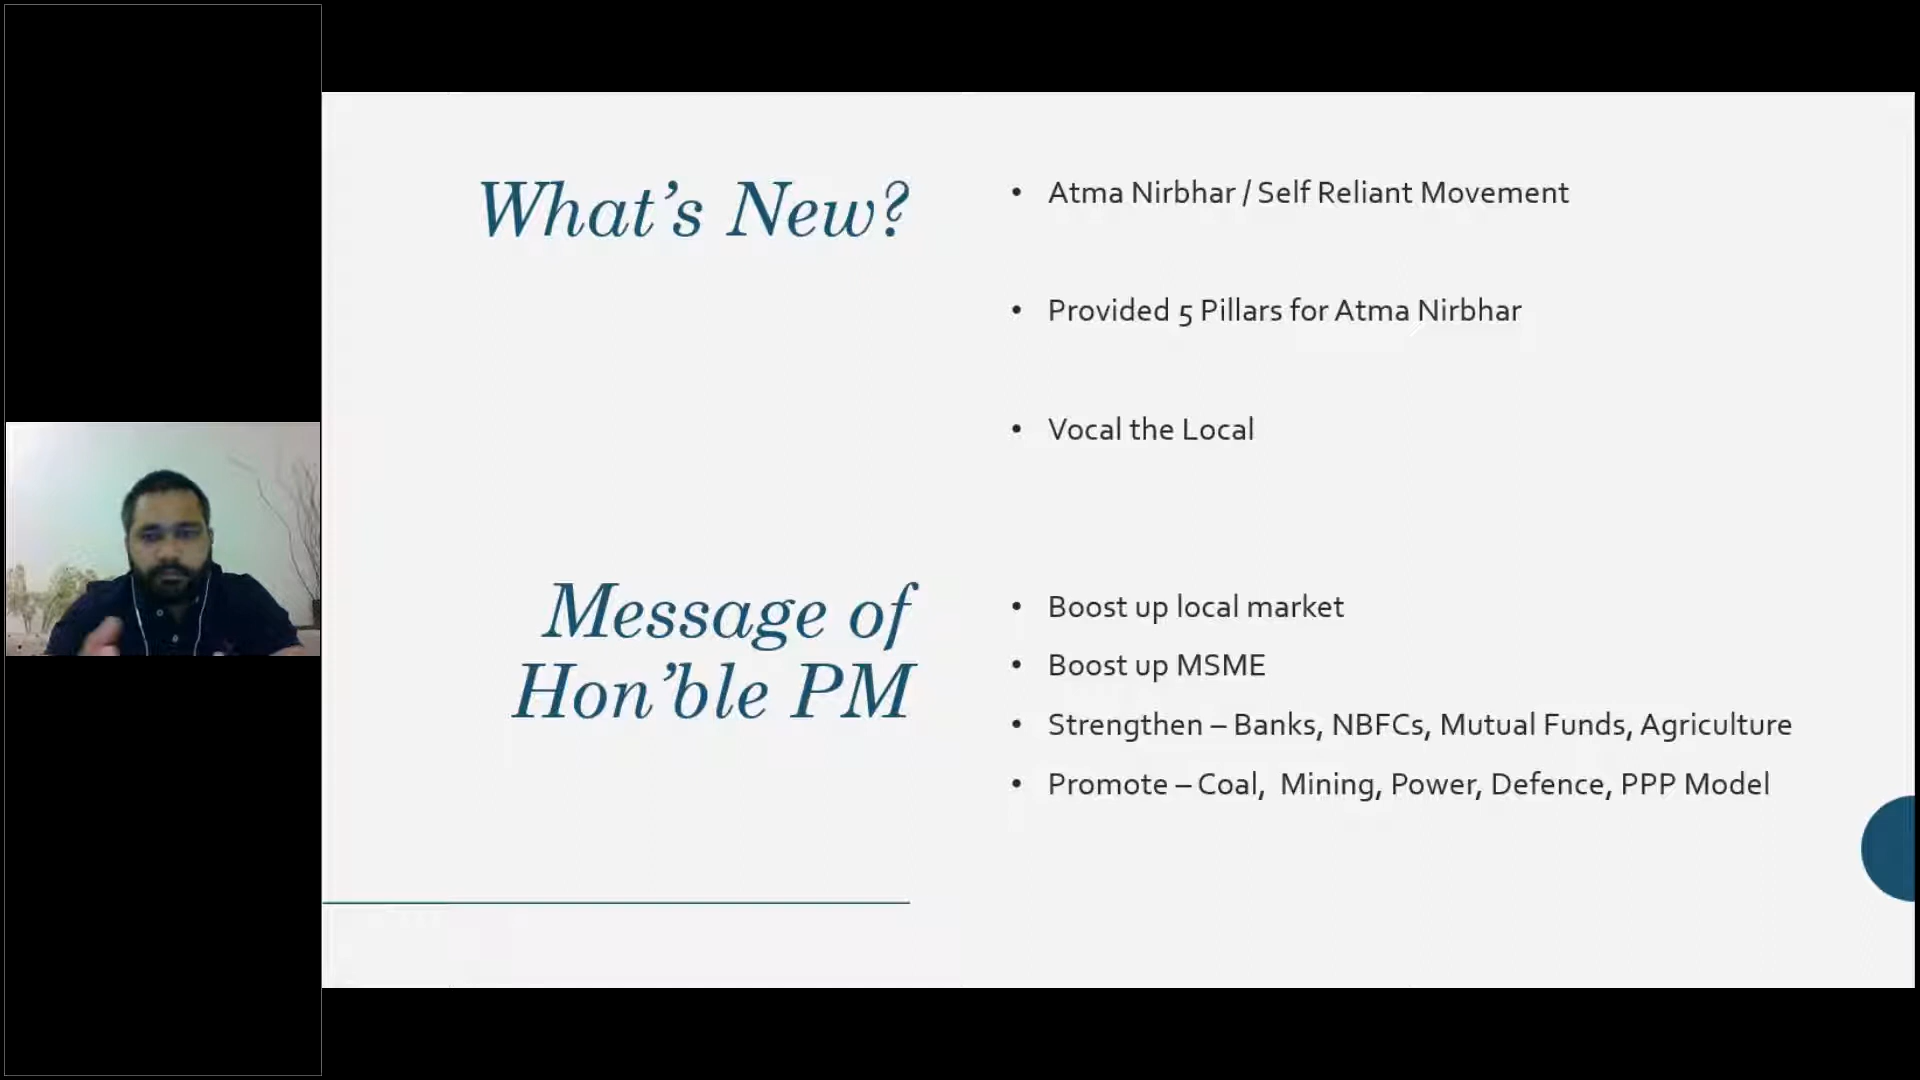 What's New?
• Atma Nirbhar / Self Reliant Movement
• Provided 5 Pillars for Atma Nirbhar
• Vocal the Local
Message of
Hon'ble PM
• Boost up local market
• Boost up MSME
• Strengthen – Banks, NBFCs, Mutual Funds, Agriculture
• Promote – Coal,  Mining, Power, Defence, PPP Model